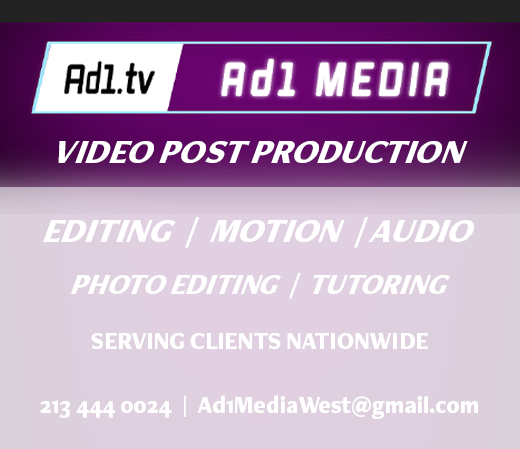 Ad1.tv Ad1 MEDIA
VIDEO POST PRODUCTION
EDITING / MOTION / AUDIO
PHOTO EDITING / TUTORING
SERVING CLIENTS NATIONWIDE
213 444 0024 | Ad1MediaWest@gmail.com